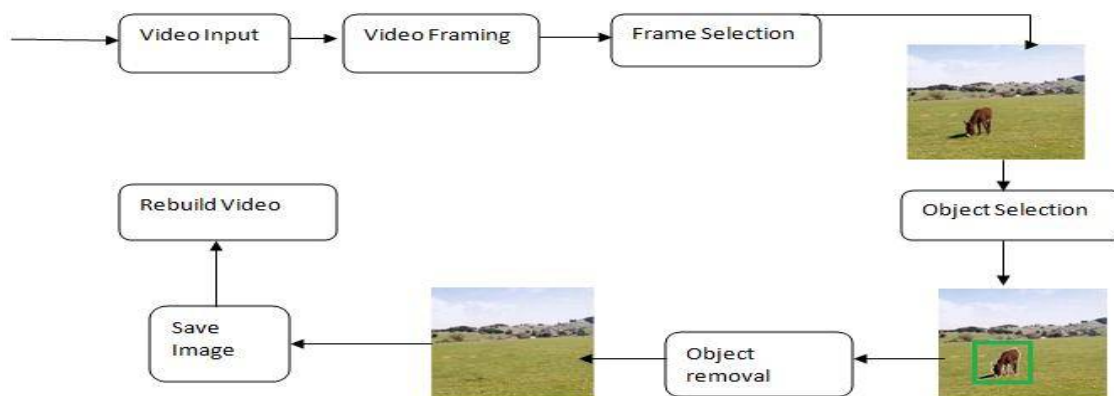 Video Input
Video Framing
Frame Selection
Object Selection
Rebuild Video
Save
Image
Object
removal